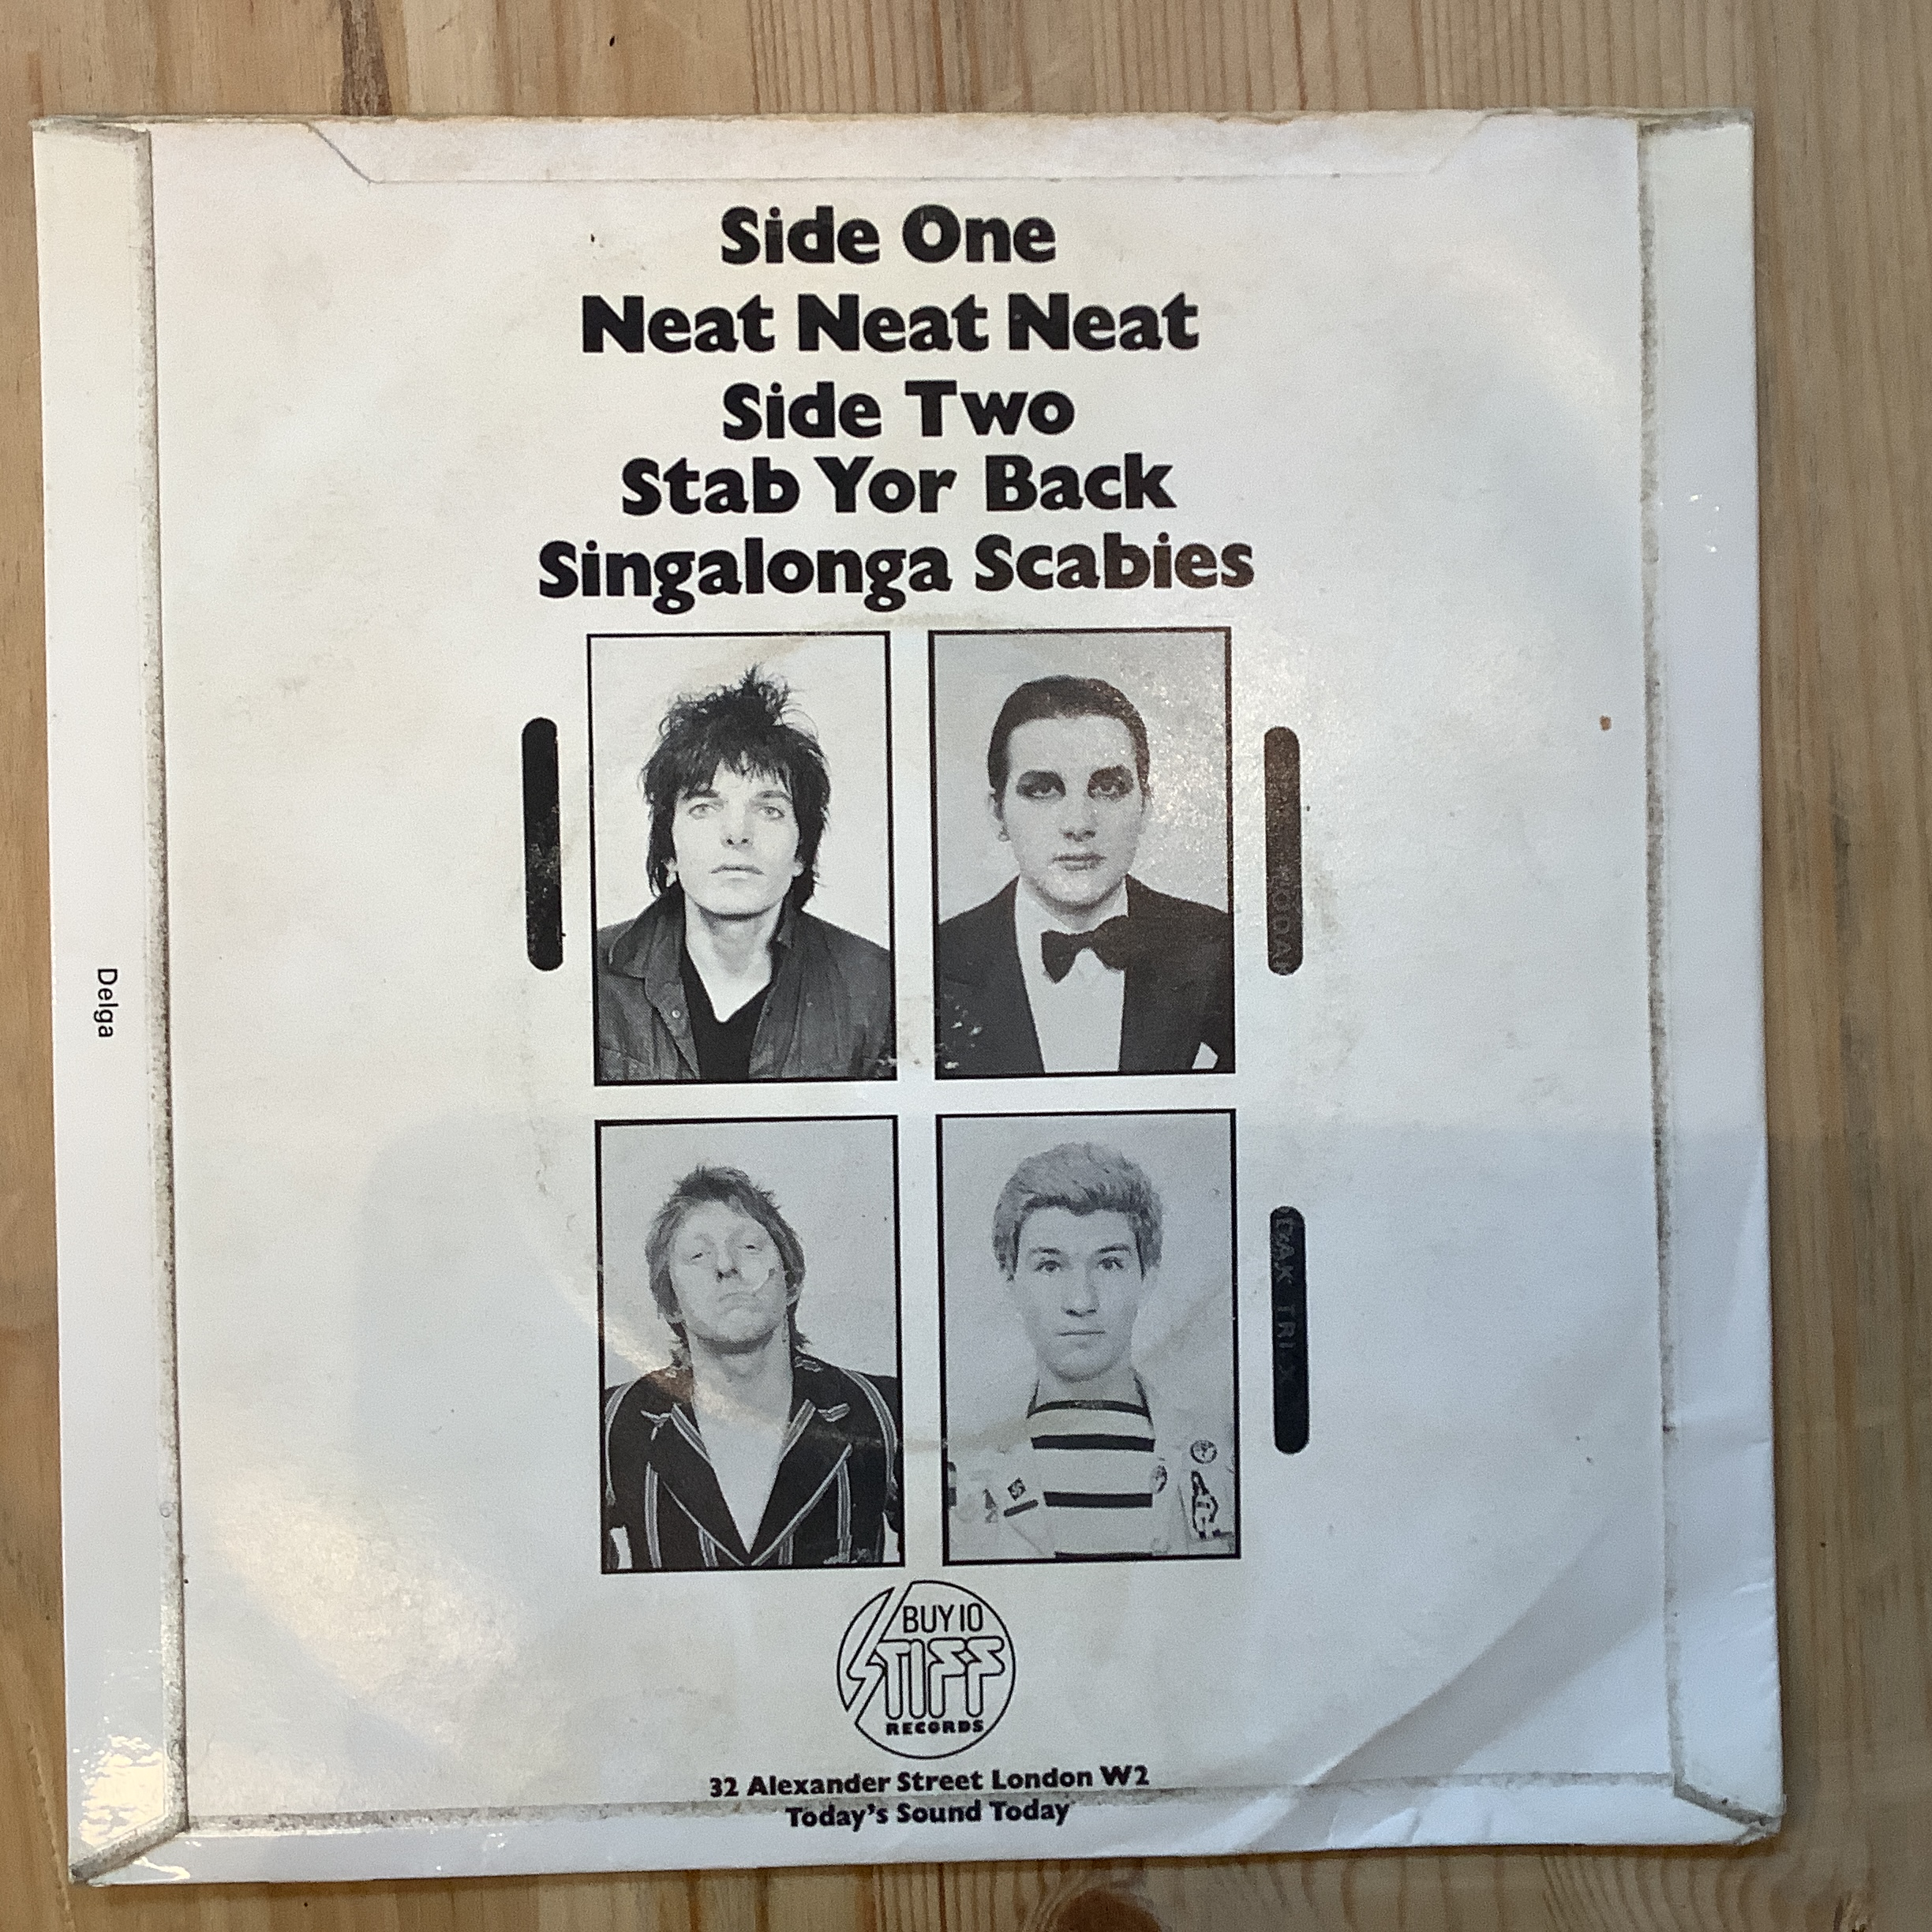 Side One
Neat Neat Neat
Side Two
Stab Yor Back
Singalonga Scabies
Delga
BUY 10
STIFF
RECORDS
32 Alexander Street London W2
Today's Sound Today